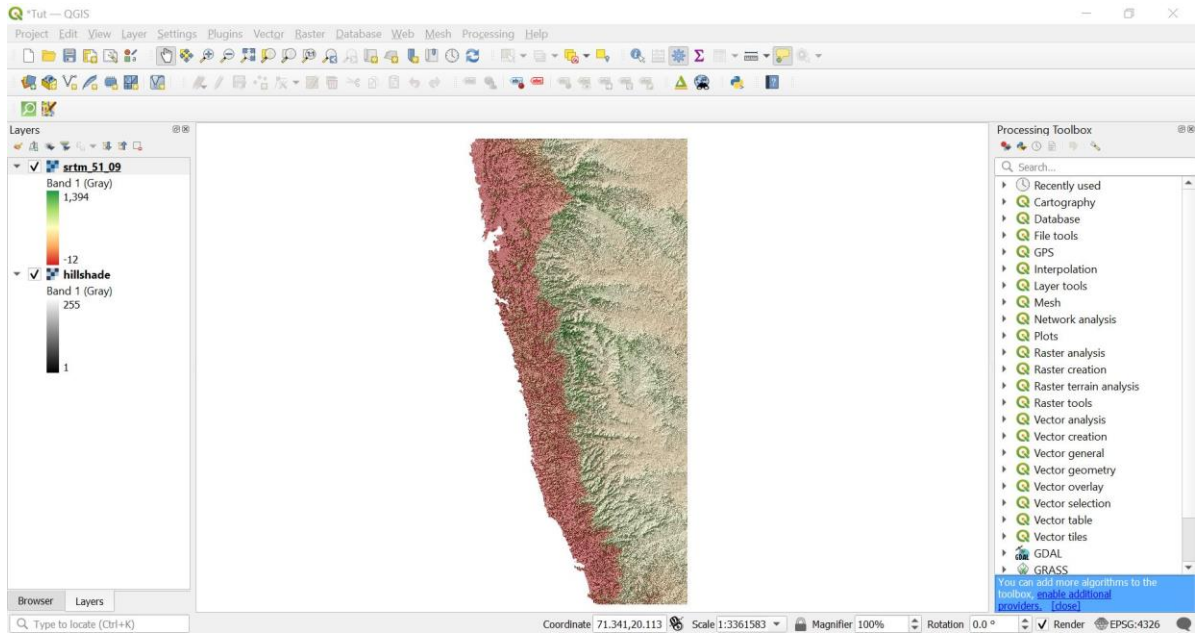 *Tut — QGIS
Project Edit View Layer Settings Plugins Vector Raster Database Web Mesh Processing Help
Layers
srtm_51_09
Band 1 (Gray)
1,394
-12
hillshade
Band 1 (Gray)
255
1
Browser Layers
Processing Toolbox
Search...
Recently used
Cartography
Database
File tools
GPS
Interpolation
Layer tools
Mesh
Network analysis
Plots
Raster analysis
Raster creation
Raster terrain analysis
Raster tools
Vector analysis
Vector creation
Vector general
Vector geometry
Vector overlay
Vector selection
Vector table
Vector tiles
GDAL
GRASS
You can add more algorithms to the
toolbox, enable additional
providers. [close]
Type to locate (Ctrl+K) Coordinate 71.341,20.113 Scale 1:3361583 Magnifier 100% Rotation 0.0 ° Render EPSG:4326